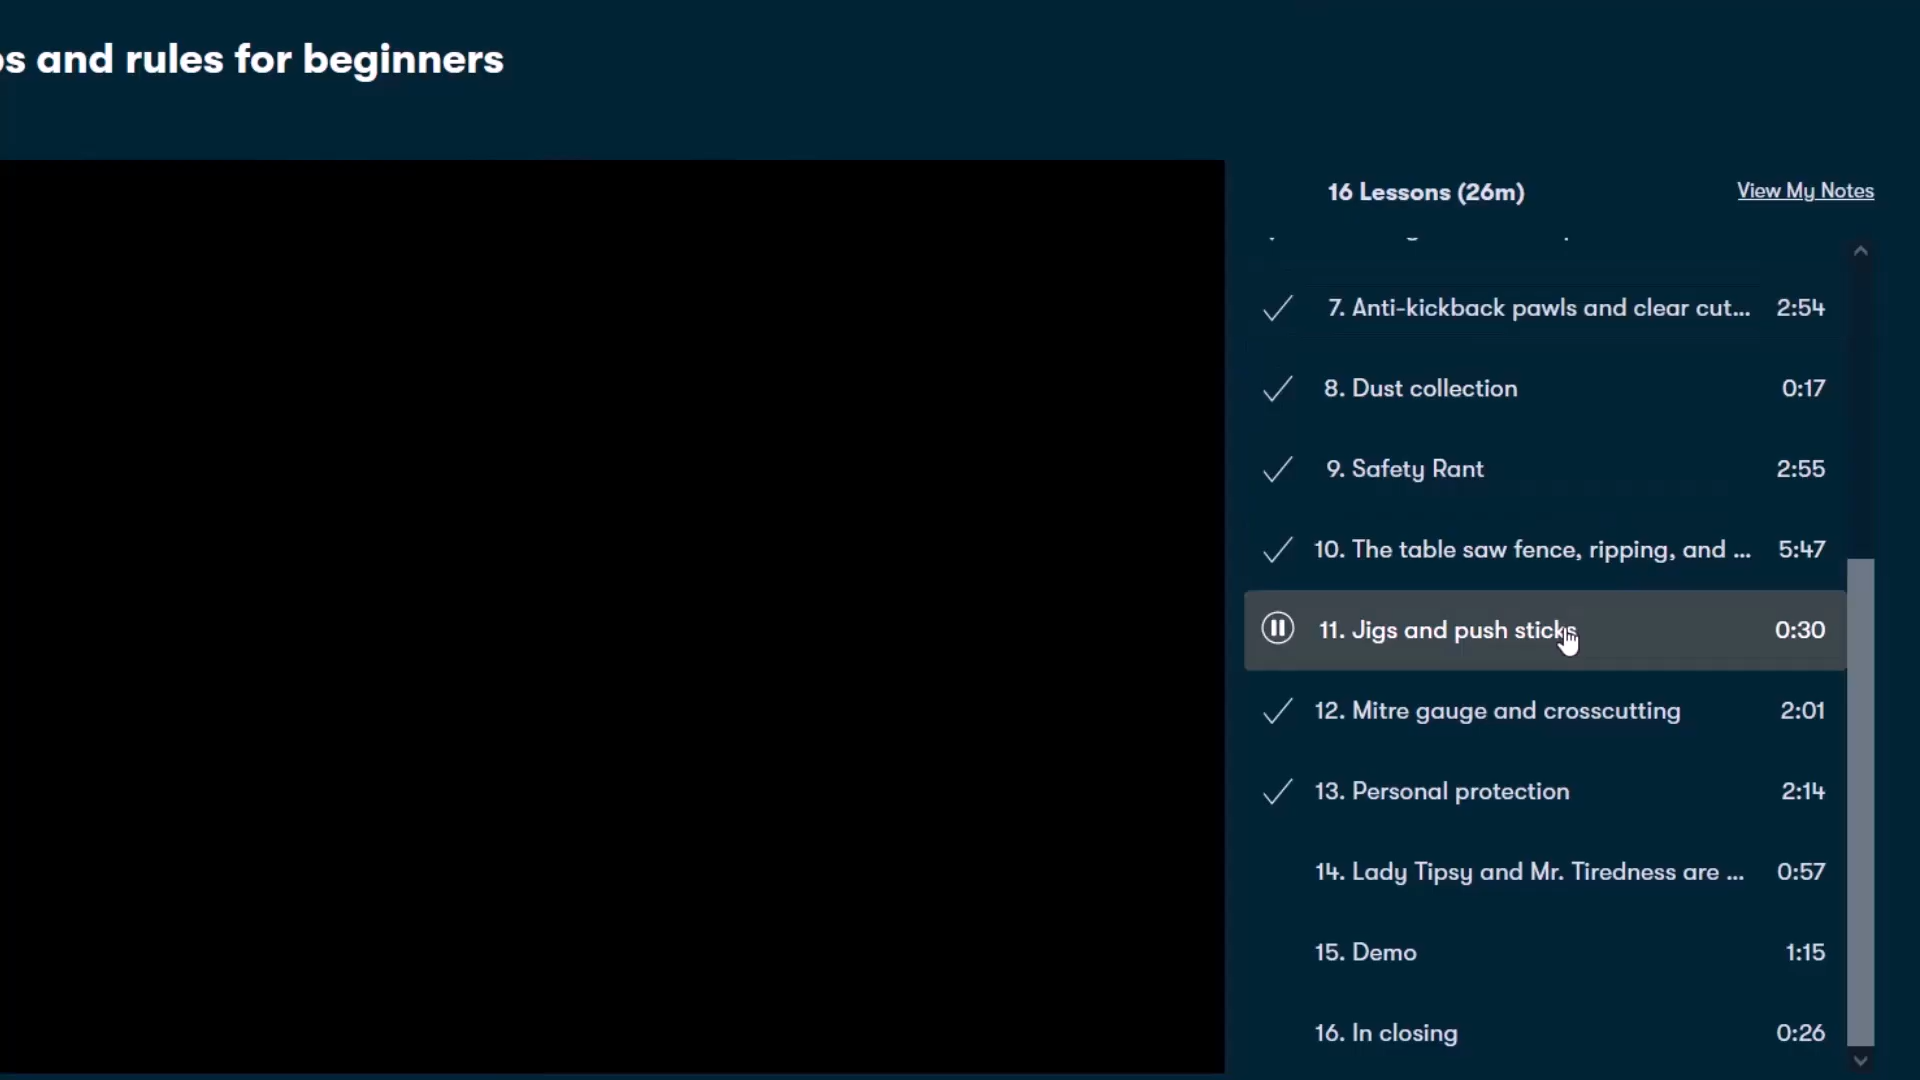 and rules for beginners
16 Lessons (26m)
View My Notes
7. Anti-kickback pawls and clear cut... 2:54
8. Dust collection 0:17
9. Safety Rant 2:55
10. The table saw fence, ripping, and ... 5:47
11. Jigs and push sticks 0:30
12. Mitre gauge and crosscutting 2:01
13. Personal protection 2:14
14. Lady Tipsy and Mr. Tiredness are ... 0:57
15. Demo 1:15
16. In closing 0:26